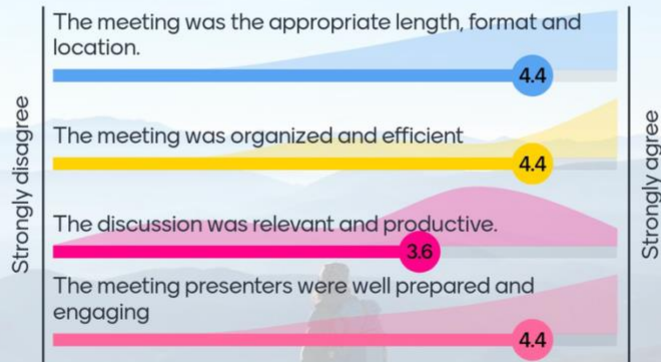 Strongly disagree
The meeting was the appropriate length, format and
location.
4.4
The meeting was organized and efficient
4.4
The discussion was relevant and productive.
3.6
The meeting presenters were well prepared and
engaging
4.4
Strongly agree